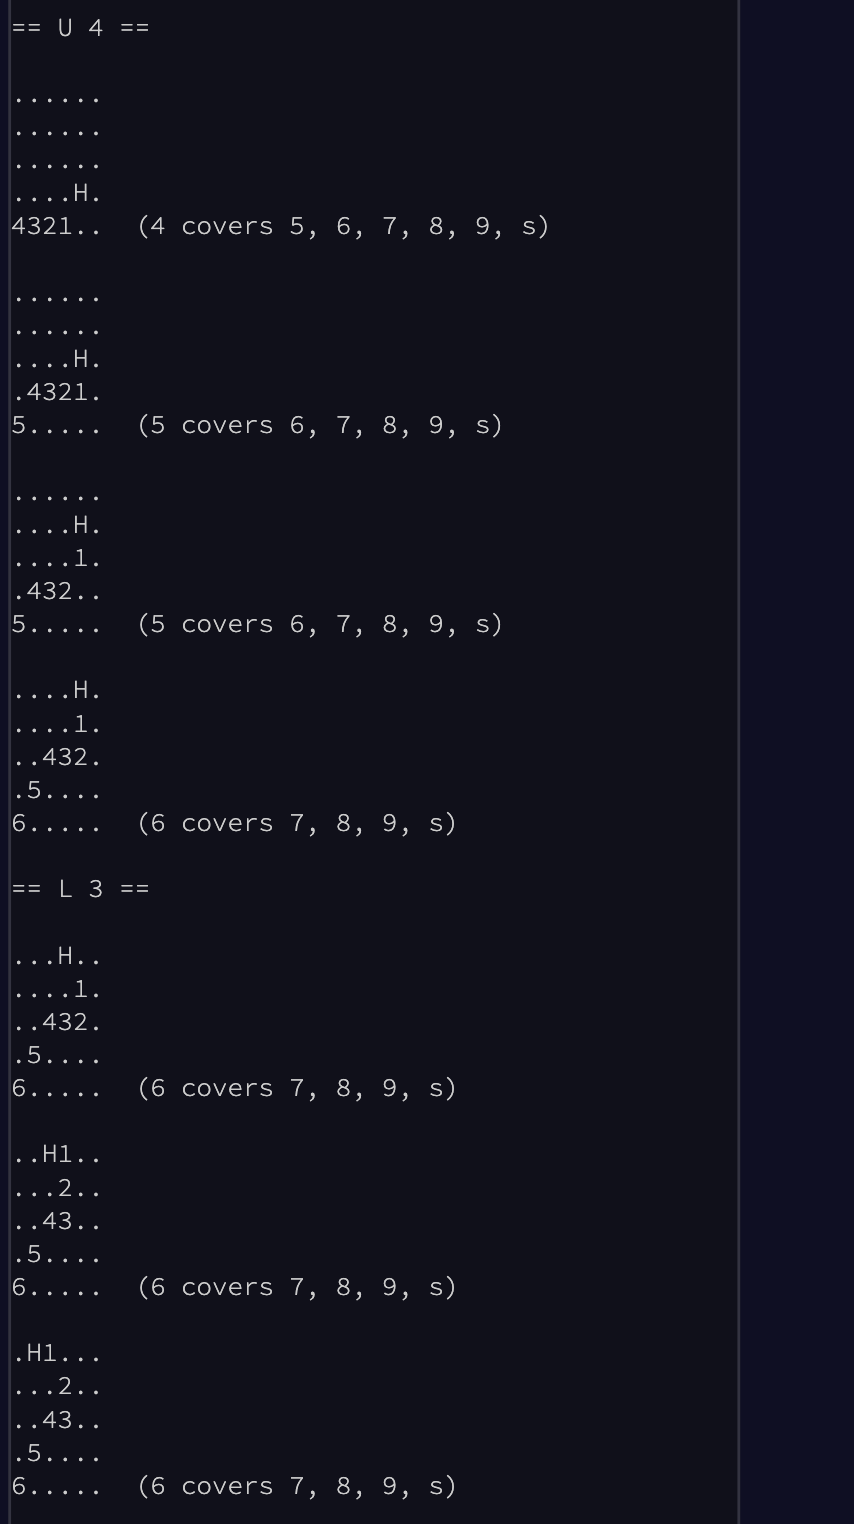 == U 4 ==
......
......
......
....H.
4321..  (4 covers 5, 6, 7, 8, 9, s)
......
......
....H.
.4321.
5.....  (5 covers 6, 7, 8, 9, s)
......
....H.
....1.
.432..
5.....  (5 covers 6, 7, 8, 9, s)
....H.
....1.
..432.
.5....
6.....  (6 covers 7, 8, 9, s)
== L 3 ==
...H..
....1.
..432.
.5....
6.....  (6 covers 7, 8, 9, s)
..H1..
...2..
..43..
.5....
6.....  (6 covers 7, 8, 9, s)
.H1...
...2..
..43..
.5....
6.....  (6 covers 7, 8, 9, s)